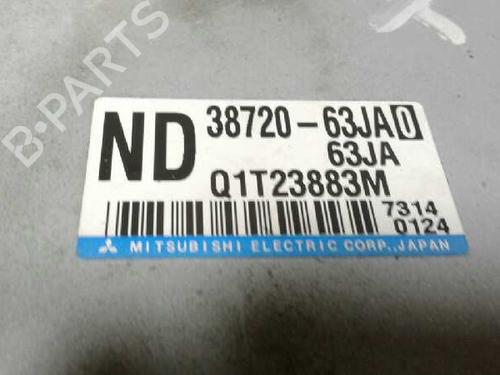 B-PARTS
ND 38720-63JA0
63JA
Q1T23883M
7314
0124
MITSUBISHI ELECTRIC CORP., JAPAN